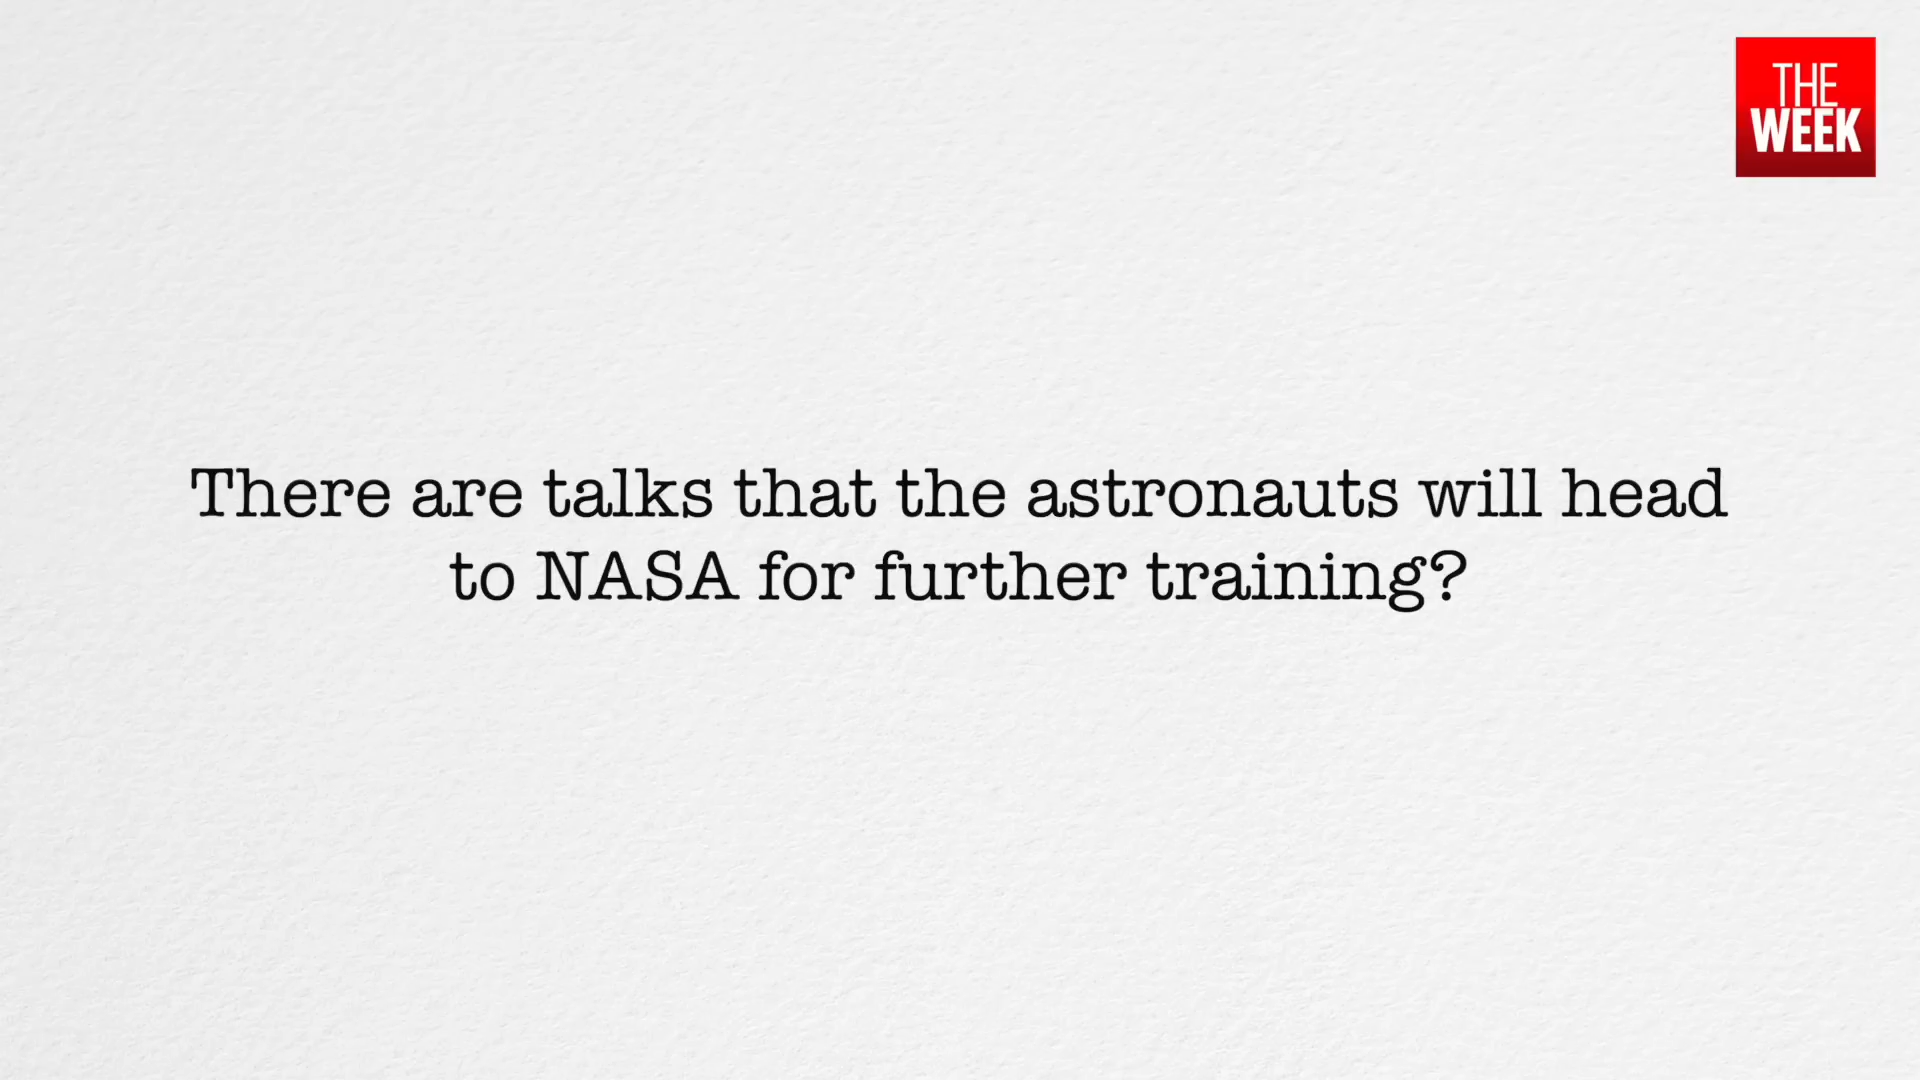 THE
WEEK
There are talks that the astronauts will head
to NASA for further training?